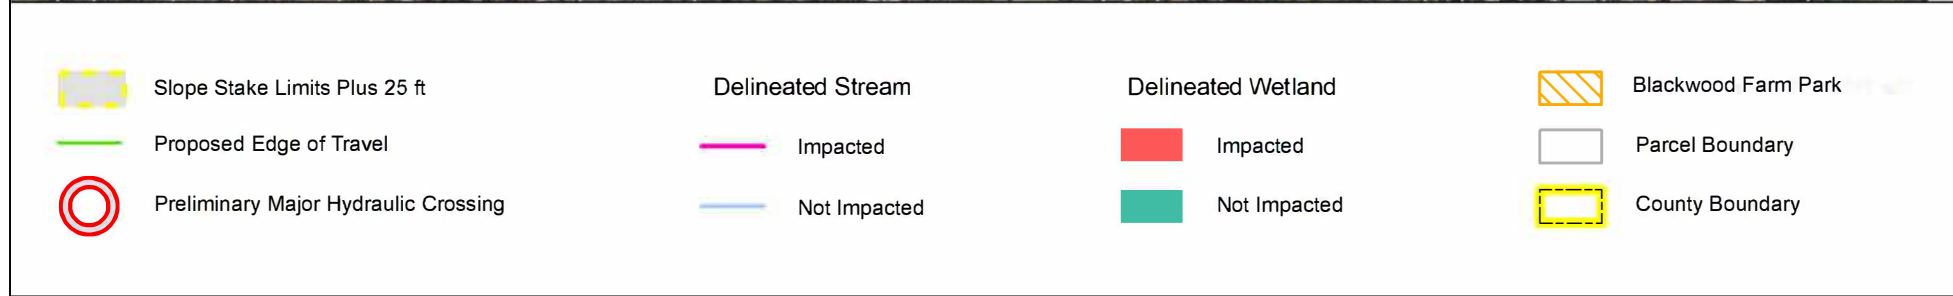 Slope Stake Limits Plus 25 ft
Proposed Edge of Travel
Preliminary Major Hydraulic Crossing
Delineated Stream
Impacted
Not Impacted
Delineated Wetland
Impacted
Not Impacted
Blackwood Farm Park
Parcel Boundary
County Boundary